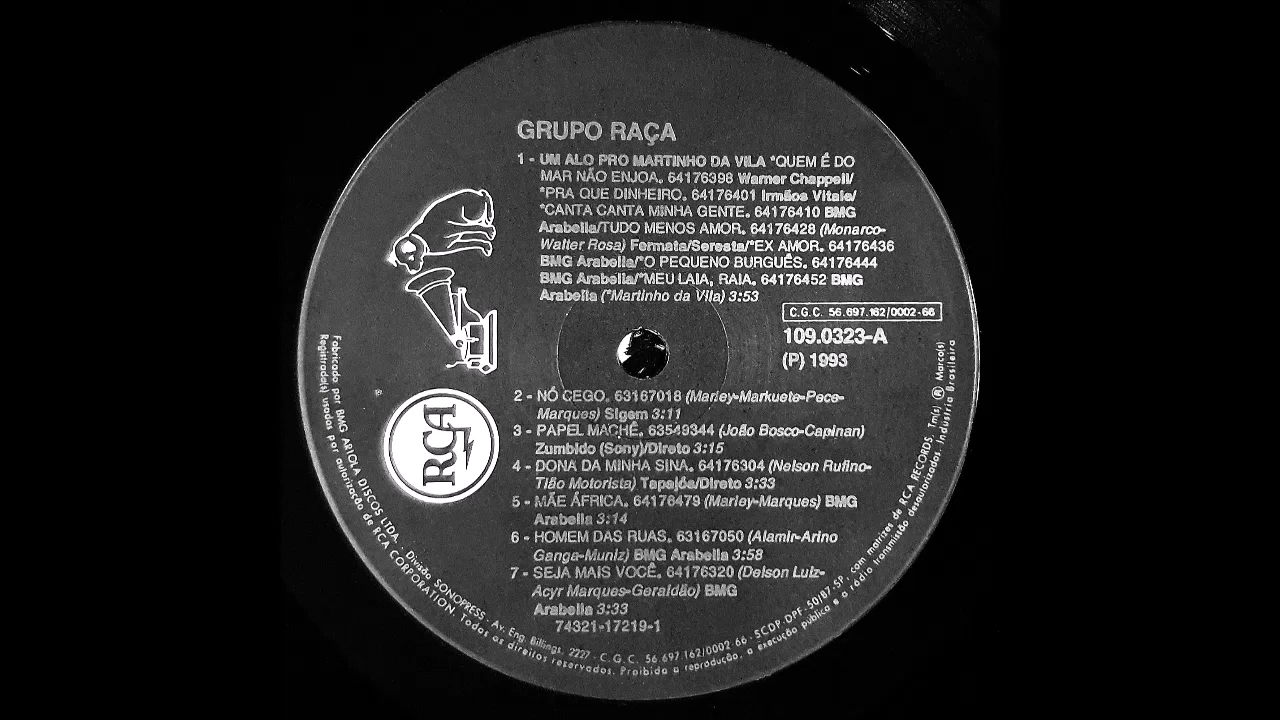 GRUPO RAÇA
1 - UM ALO PRO MARTINHO DA VILA *QUEM É DO
MAR NÃO ENJOA. 64176398 Warner Chappell/
*PRA QUE DINHEIRO. 64176401 Irmãos Vitale/
*CANTA CANTA MINHA GENTE. 64176410 BMG
Arabella/TUDO MENOS AMOR. 64176428 (Monarco-
Walter Rosa) Fermata/Seresta/*EX AMOR. 64176436
BMG Arabella/*O PEQUENO BURGUÊS. 64176444
BMG Arabella/*MEU LAIA, RAIA. 64176452 BMG
Arabella (*Martinho da Vila) 3:53
C.G.C. 56.697.162/0002-66
109.0323-A
(P) 1993
2 - NÓ CEGO. 63167018 (Marley-Markuete-Pece-
Marques) Sigem 3:11
3 - PAPEL MACHÊ. 63549344 (João Bosco-Capinan)
Zumbido (Sony)/Direto 3:15
4 - DONA DA MINHA SINA. 64176304 (Nelson Rufino-
Tião Motorista) Tapajós/Direto 3:33
5 - MÃE ÁFRICA. 64176479 (Marley-Marques) BMG
Arabella 3:14
6 - HOMEM DAS RUAS. 63167050 (Alamir-Arino
Ganga-Muniz) BMG Arabella 3:58
7 - SEJA MAIS VOCÊ. 64176320 (Delson Luiz-
Acyr Marques-Geraldão) BMG
Arabella 3:33
74321-17219-1
RCA
Fabricado por BMG ARIOLA DISCOS LTDA. - Divisão SONOPRESS - Av. Eng. Billings, 2227 - C.G.C. 56.697.162/0002-66 - SCDP-DPF-50/87-SP, com matrizes de RCA RECORDS. Tm(s) ® Marca(s)
Registrada(s) usadas por autorização de RCA CORPORATION. Todos os direitos reservados. Proibida a reprodução, a execução pública e a rádio transmissão desautorizadas. Indústria Brasileira